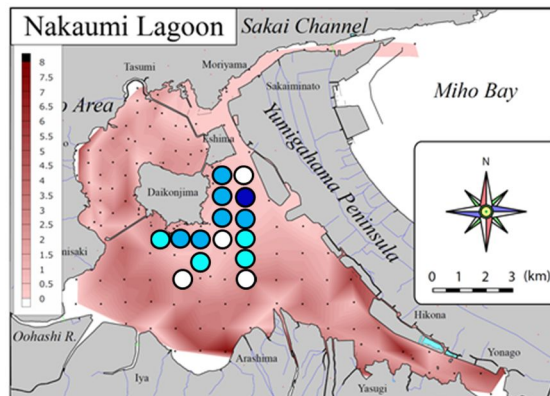 Nakaumi Lagoon
Sakai Channel
Tasumi
Moriyama
Sakaiminato
Miho Bay
o Area
Eshima
Yumigahama Peninsula
Daikonjima
misaki
8
7.5
7
6.5
6
5.5
5
4.5
4
3.5
3
2.5
2
1.5
1
0.5
0
N
0 1 2 3 (km)
Hikona
Oohashi R.
Arashima
Yonago
Iya
Yasugi